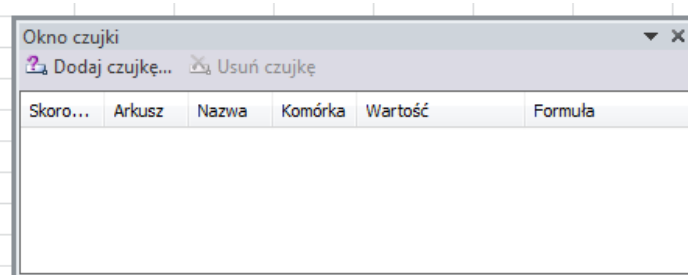 Okno czujki
Dodaj czujkę... Usuń czujkę
Skoro... Arkusz Nazwa Komórka Wartość Formuła